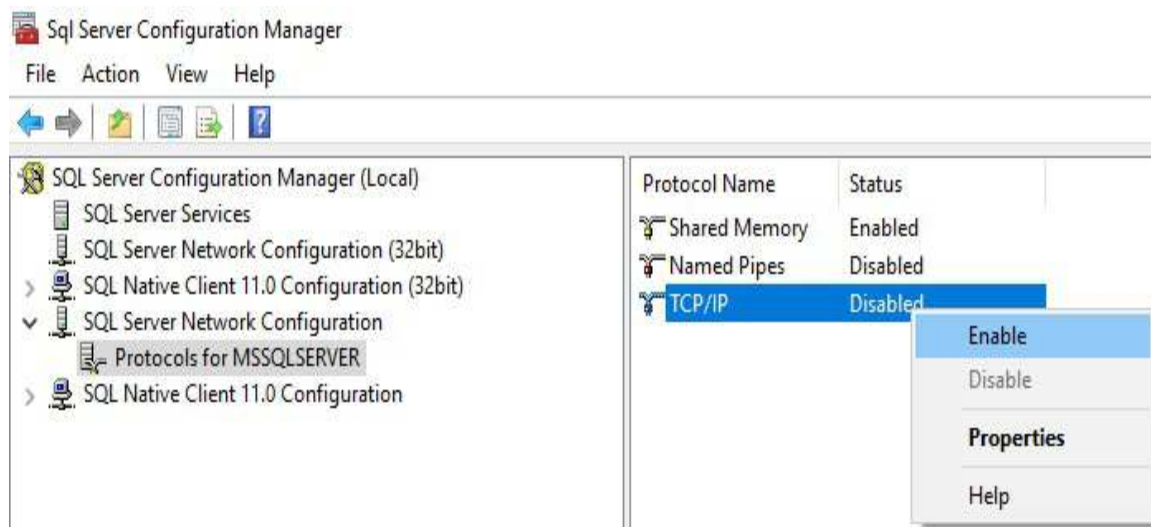 Sql Server Configuration Manager
File Action View Help
SQL Server Configuration Manager (Local)
SQL Server Services
SQL Server Network Configuration (32bit)
SQL Native Client 11.0 Configuration (32bit)
SQL Server Network Configuration
Protocols for MSSQLSERVER
SQL Native Client 11.0 Configuration
Protocol Name Status
Shared Memory Enabled
Named Pipes Disabled
TCP/IP Disabled
Enable
Disable
Properties
Help